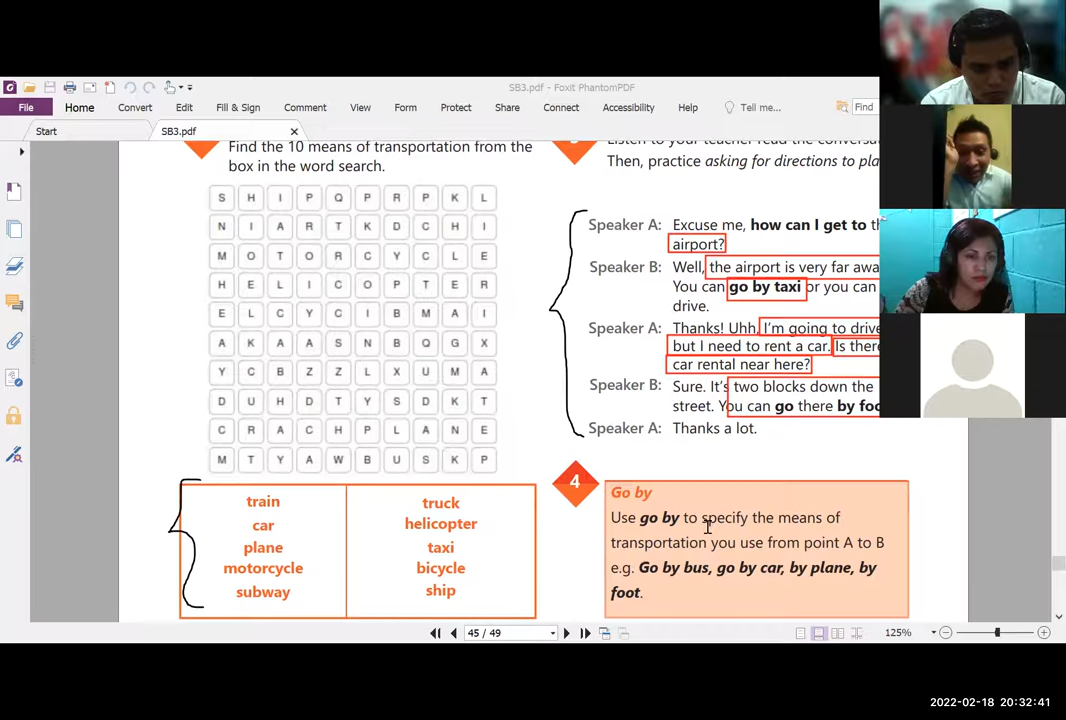 SB3.pdf - Foxit PhantomPDF
File Home Convert Edit Fill & Sign Comment View Form Protect Share Connect Accessibility Help Tell me... Find
Start SB3.pdf
Find the 10 means of transportation from the
box in the word search.
S H I P Q P R P K L
N I A R T K D C H I
M O T O R C Y C L E
H E L I C O P T E R
E L C Y C I B M A I
A K A A S N B Q G X
Y C B Z Z L X U M A
D U H D T Y S D K T
C R A C H P L A N E
M T Y A W B U S K P
train
car
plane
motorcycle
subway
truck
helicopter
taxi
bicycle
ship
Then, practice asking for directions to pla
Speaker A: Excuse me, how can I get to th
airport?
Speaker B: Well, the airport is very far awa
You can go by taxi or you can
drive.
Speaker A: Thanks! Uhh, I'm going to drive
but I need to rent a car. Is there
car rental near here?
Speaker B: Sure. It's two blocks down the
street. You can go there by foo
Speaker A: Thanks a lot.
4
Go by
Use go by to specify the means of
transportation you use from point A to B
e.g. Go by bus, go by car, by plane, by
foot.
45 / 49
125%
2022-02-18 20:32:41